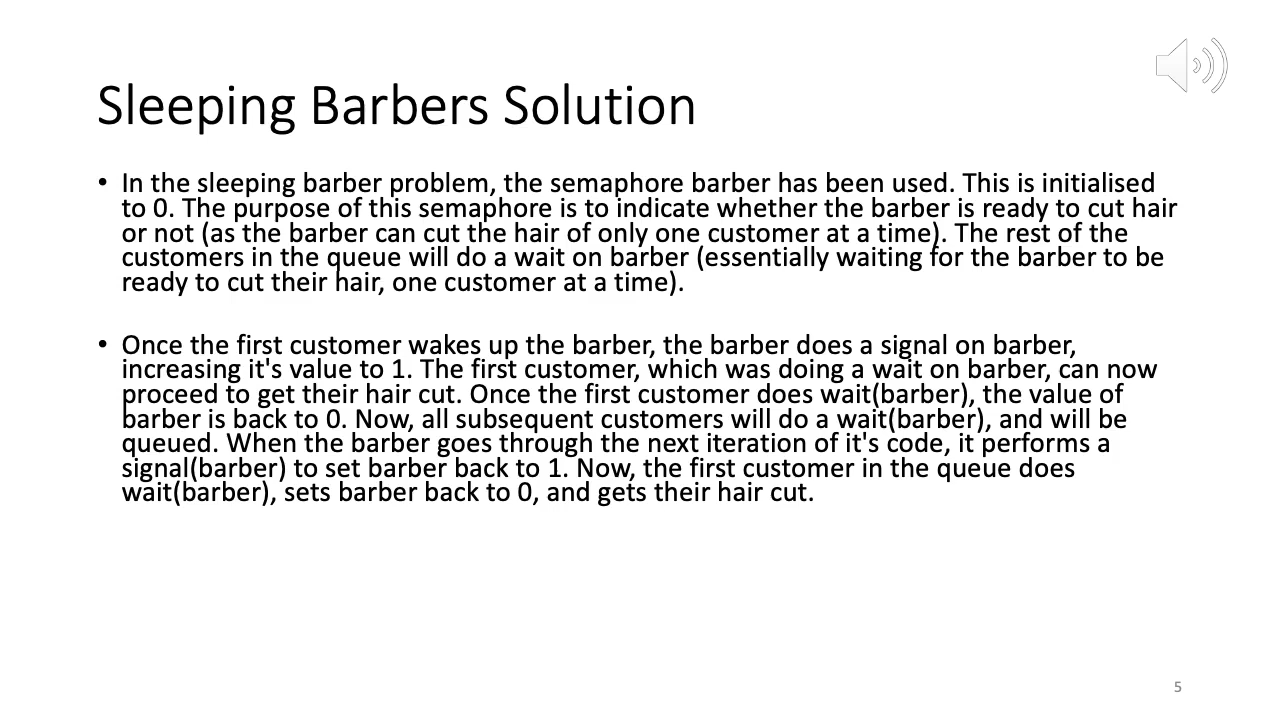 Sleeping Barbers Solution
• In the sleeping barber problem, the semaphore barber has been used. This is initialised
to 0. The purpose of this semaphore is to indicate whether the barber is ready to cut hair
or not (as the barber can cut the hair of only one customer at a time). The rest of the
customers in the queue will do a wait on barber (essentially waiting for the barber to be
ready to cut their hair, one customer at a time).
• Once the first customer wakes up the barber, the barber does a signal on barber,
increasing it's value to 1. The first customer, which was doing a wait on barber, can now
proceed to get their hair cut. Once the first customer does wait(barber), the value of
barber is back to 0. Now, all subsequent customers will do a wait(barber), and will be
queued. When the barber goes through the next iteration of it's code, it performs a
signal(barber) to set barber back to 1. Now, the first customer in the queue does
wait(barber), sets barber back to 0, and gets their hair cut.
5